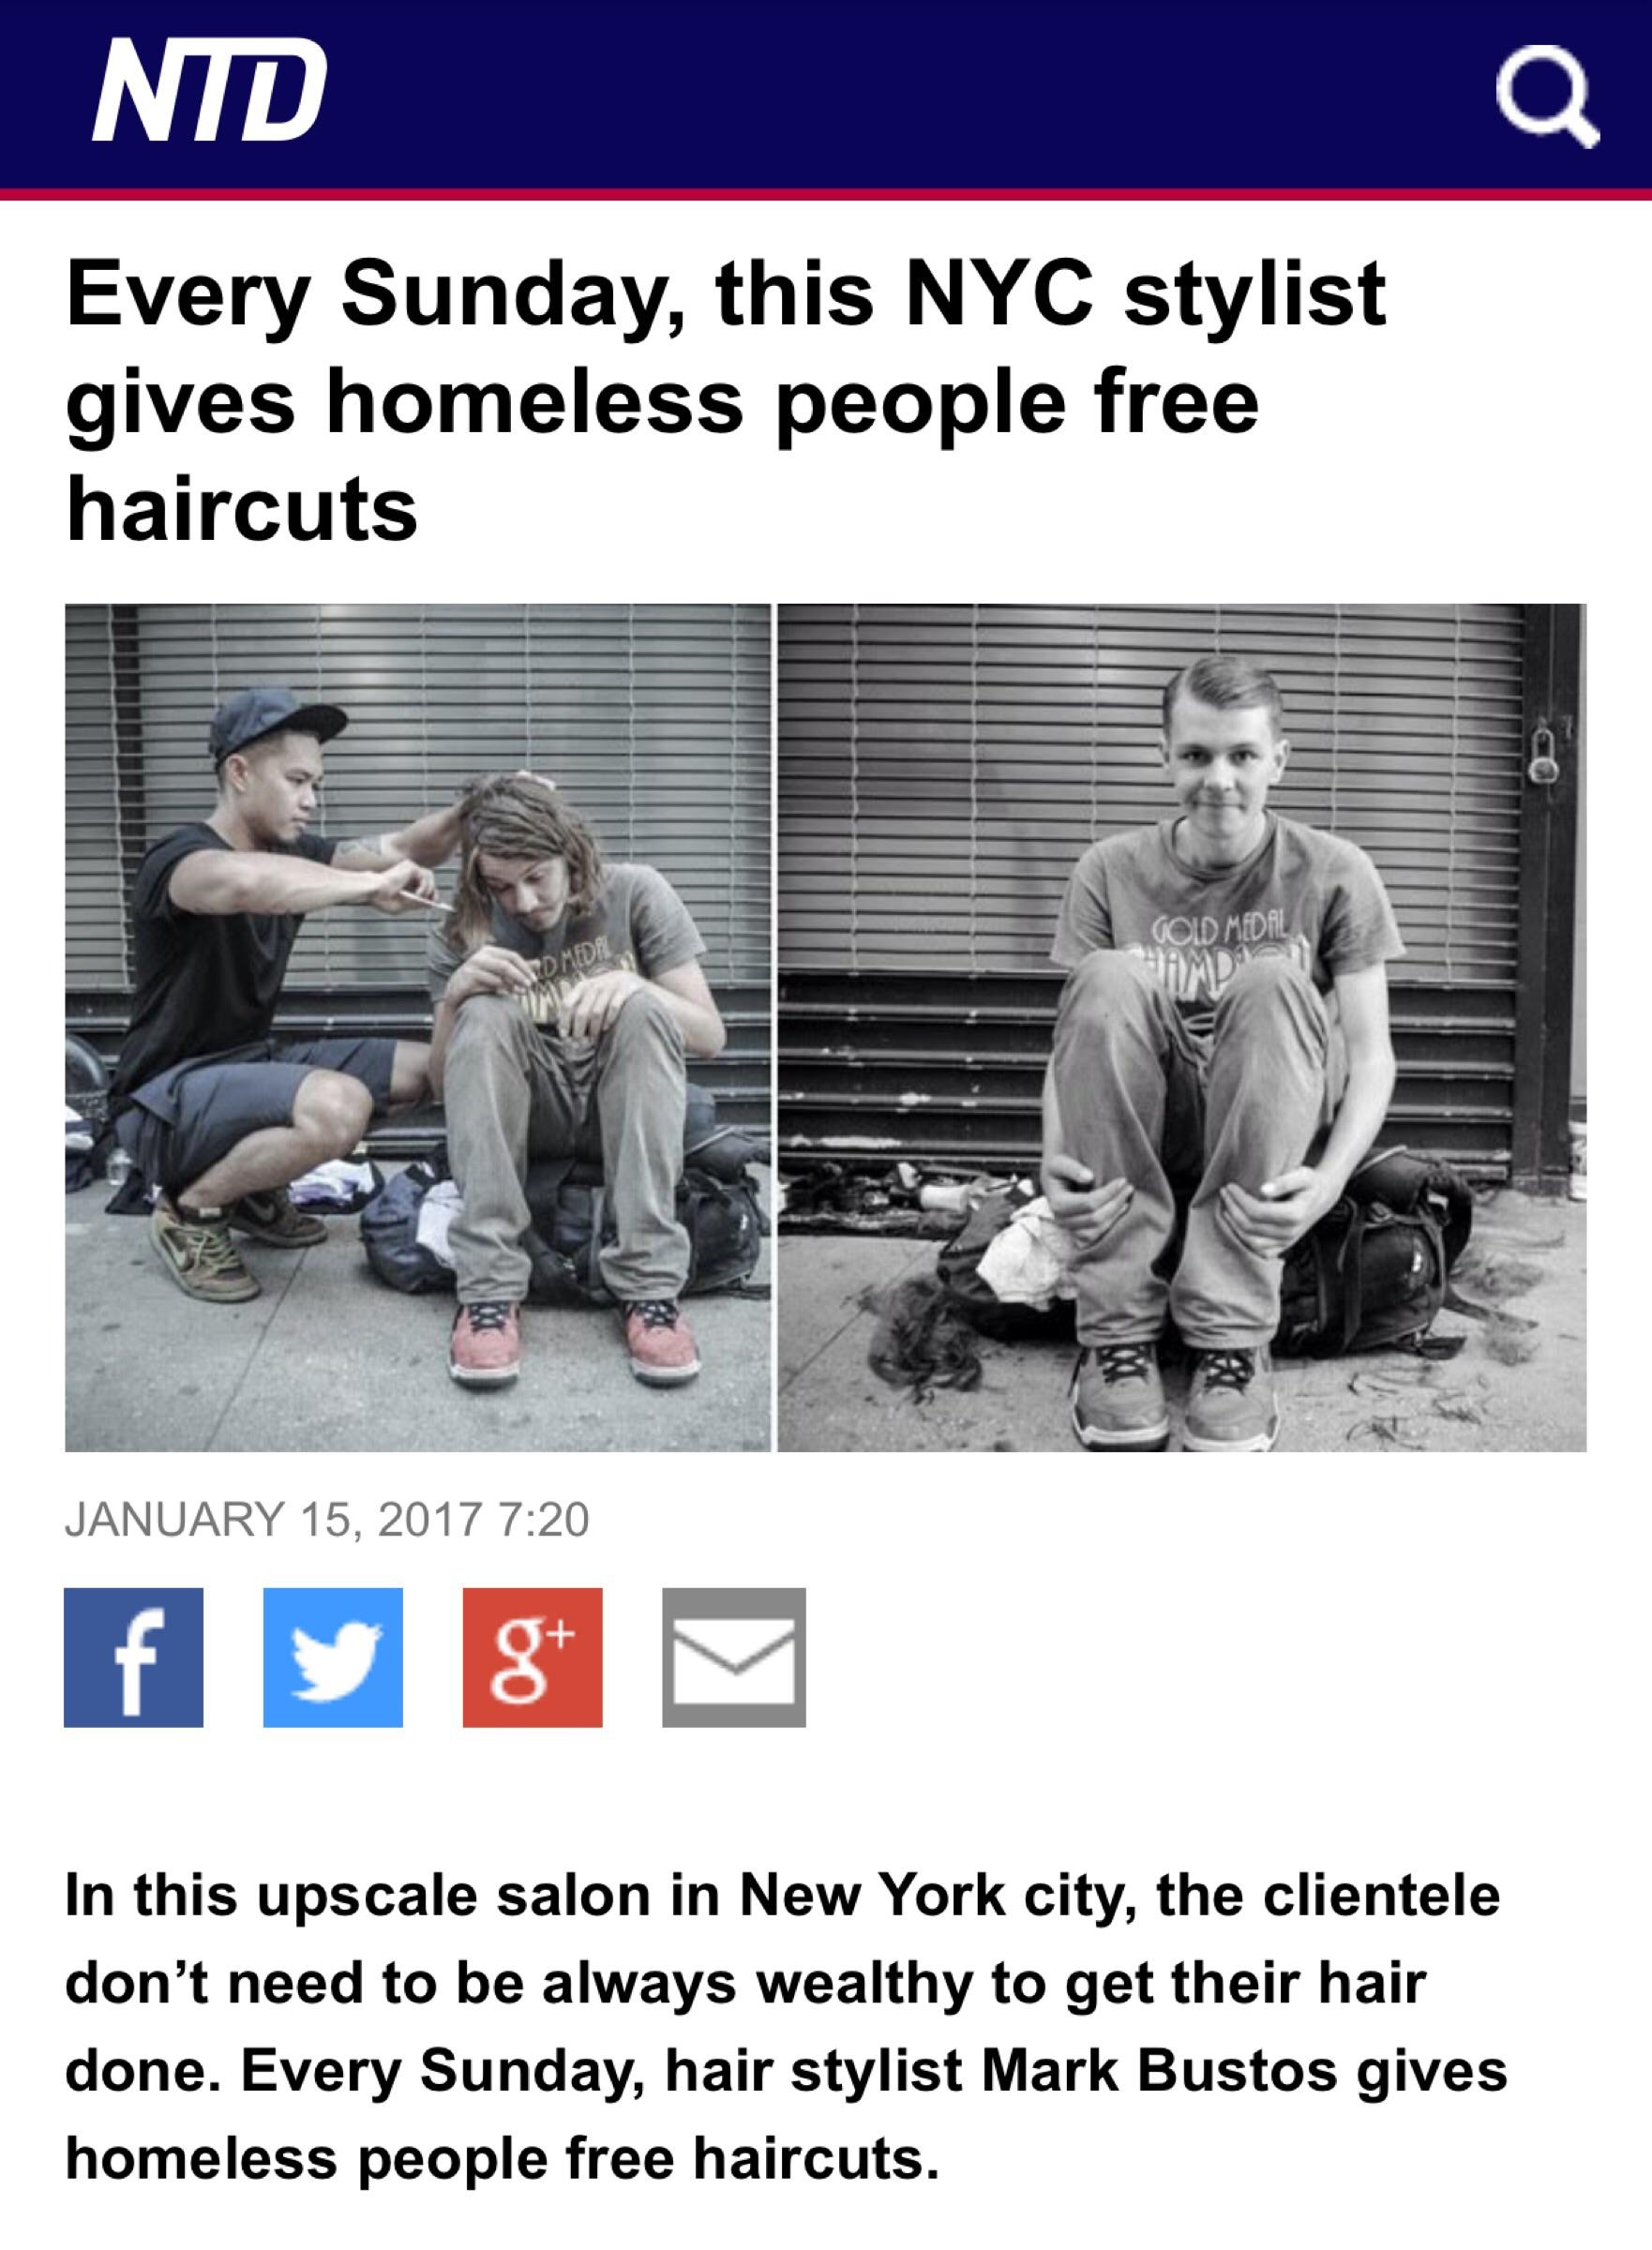 NTD
Every Sunday, this NYC stylist
gives homeless people free
haircuts
GOLD MEDAL
JANUARY 15, 2017 7:20
f
g+
In this upscale salon in New York city, the clientele
don’t need to be always wealthy to get their hair
done. Every Sunday, hair stylist Mark Bustos gives
homeless people free haircuts.